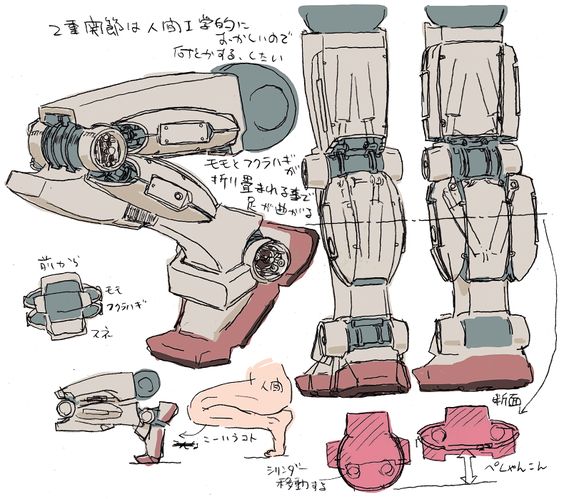 2重関節は人間工学的に
おかしいので
何とかする、したい
モモとフクラハギが
折り畳まれる事で
足が曲がる
前から
モモ
フクラハギ
スネ
人間
こーいうコト
断面
シリンダー
移動する
ぺしゃんこ